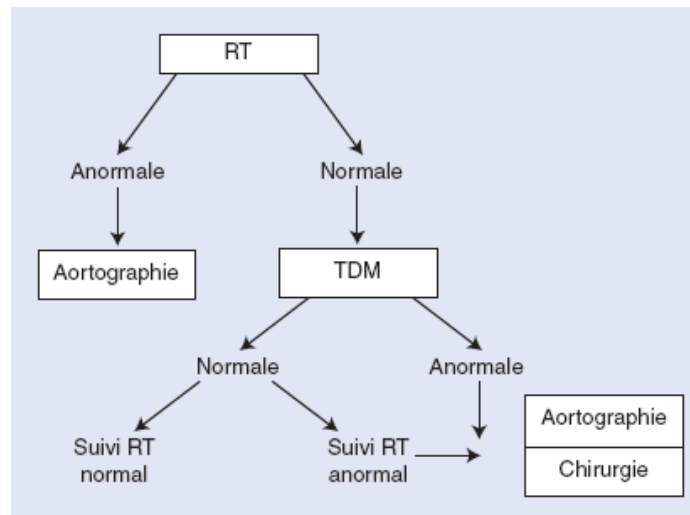 RT
Anormale
Normale
Aortographie
TDM
Normale
Anormale
Suivi RT
normal
Suivi RT
anormal
Aortographie
Chirurgie